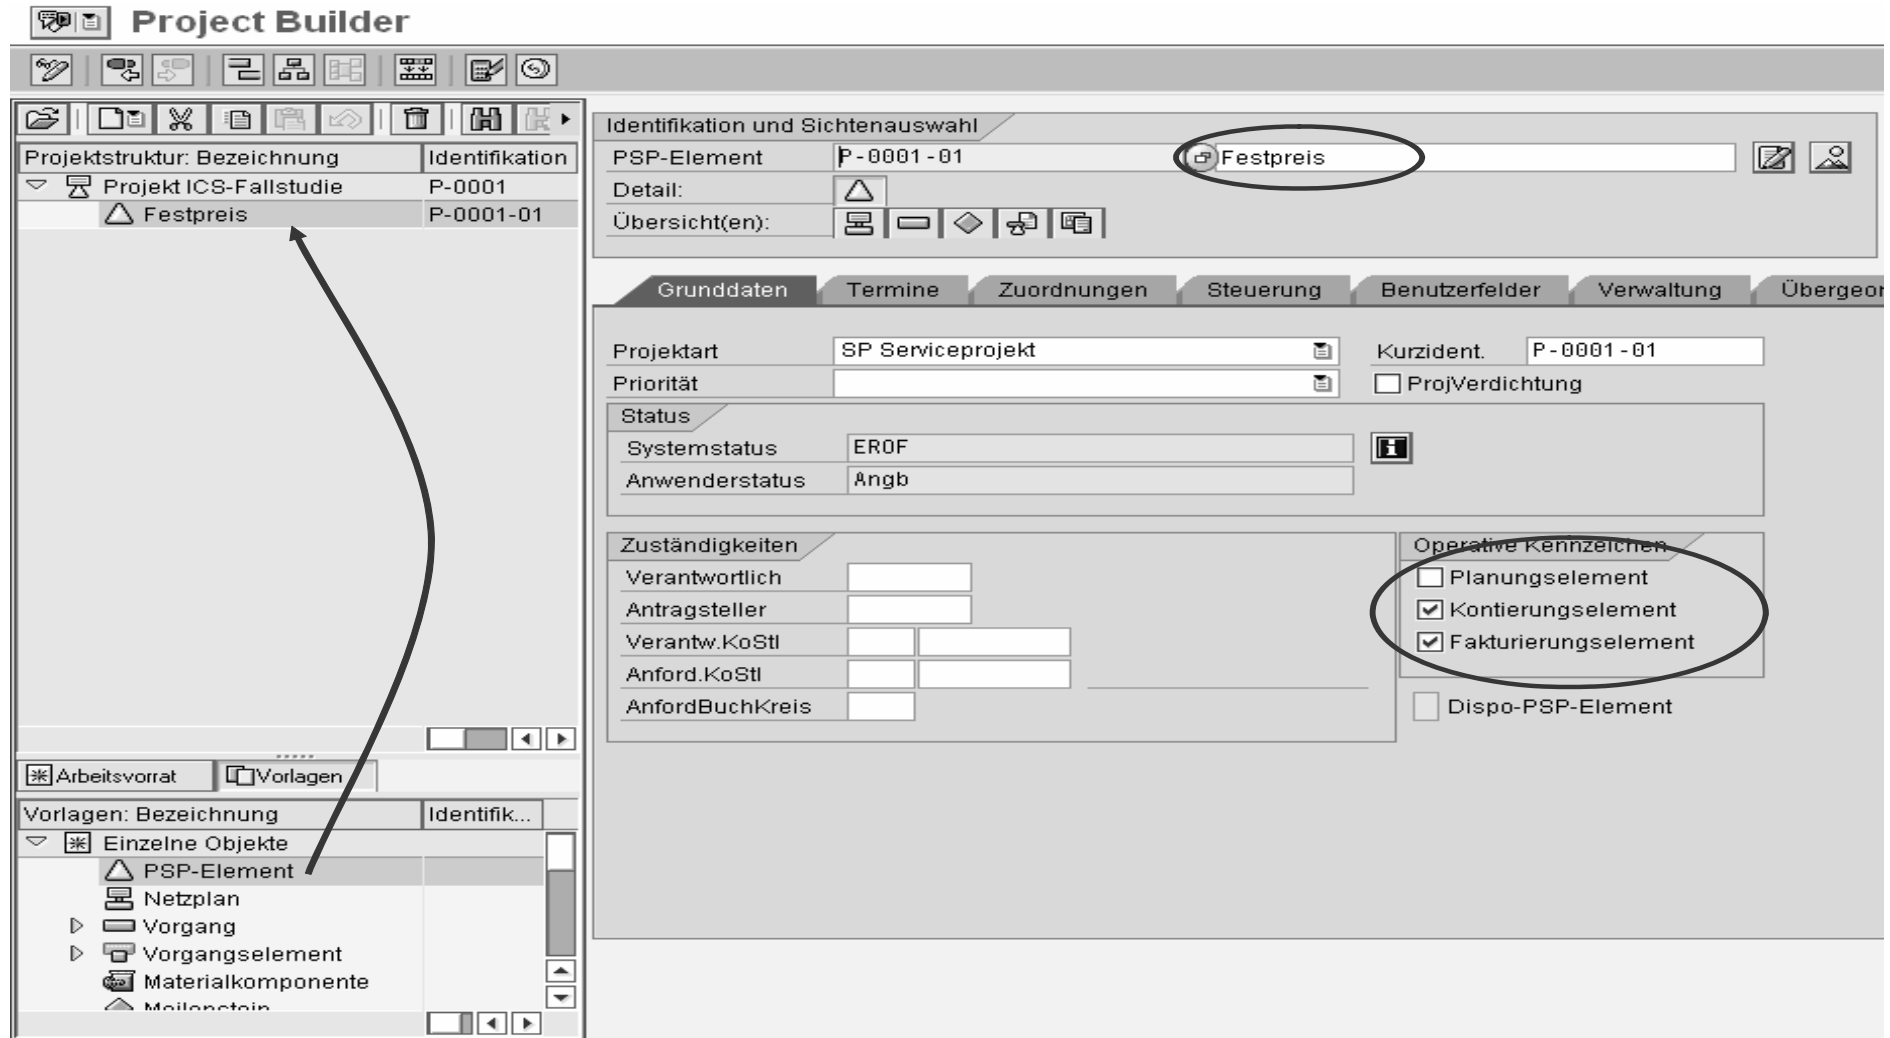 Project Builder
Projektstruktur: Bezeichnung Identifikation
Projekt ICS-Fallstudie P-0001
Festpreis P-0001-01
Arbeitsvorrat Vorlagen
Vorlagen: Bezeichnung Identifik...
Einzelne Objekte
PSP-Element
Netzplan
Vorgang
Vorgangselement
Materialkomponente
Meilenstein
Identifikation und Sichtenauswahl
PSP-Element P-0001-01 Festpreis
Detail:
Übersicht(en):
Grunddaten Termine Zuordnungen Steuerung Benutzerfelder Verwaltung Übergeor
Projektart SP Serviceprojekt Kurzident. P-0001-01
Priorität ProjVerdichtung
Status
Systemstatus EROF
Anwenderstatus Angb
Zuständigkeiten
Verantwortlich
Antragsteller
Verantw.KoStl
Anford.KoStl
AnfordBuchKreis
Operative Kennzeichen
Planungselement
Kontierungselement
Fakturierungselement
Dispo-PSP-Element